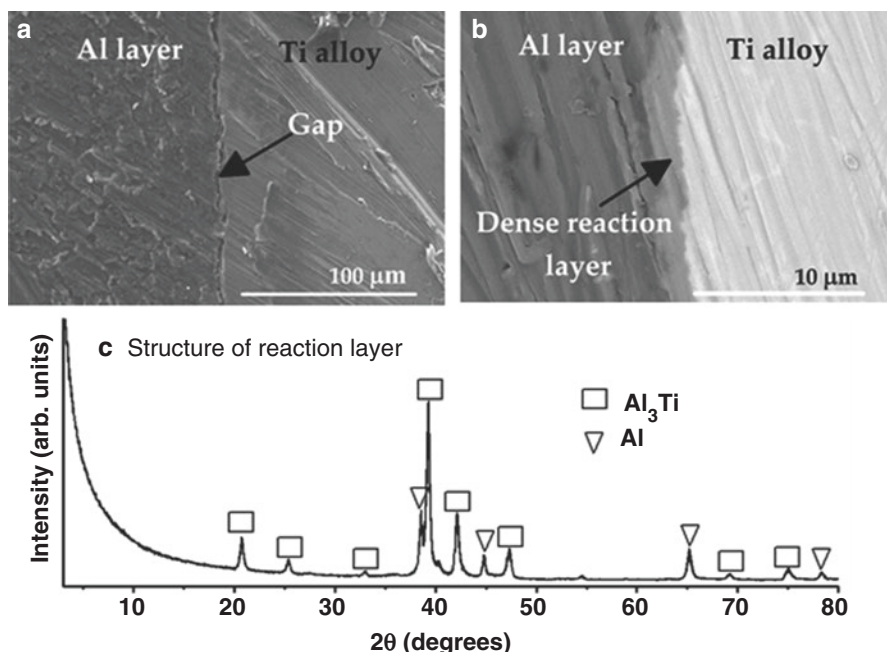 a
Al layer
Ti alloy
Gap
100 μm
b
Al layer
Ti alloy
Dense reaction
layer
10 μm
c Structure of reaction layer
Intensity (arb. units)
Al₃Ti
Al
10 20 30 40 50 60 70 80
2θ (degrees)